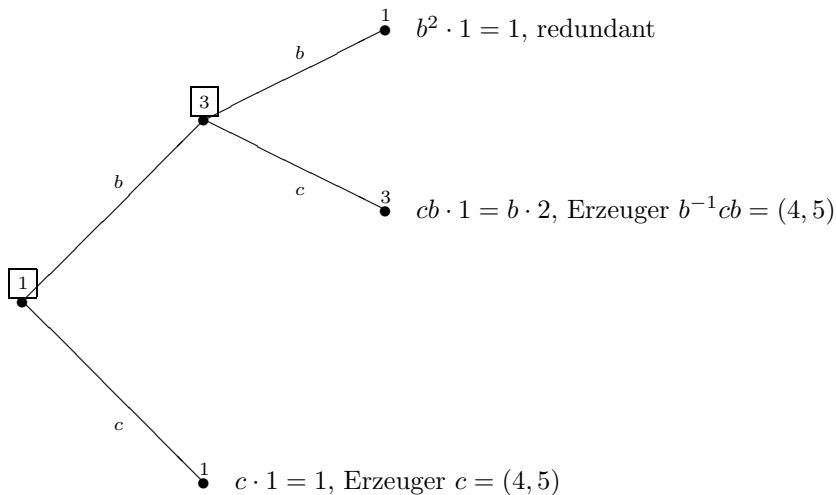 1 b² · 1 = 1, redundant
b
3
b
c
3 cb · 1 = b · 2, Erzeuger b⁻¹cb = (4, 5)
1
c
1 c · 1 = 1, Erzeuger c = (4, 5)